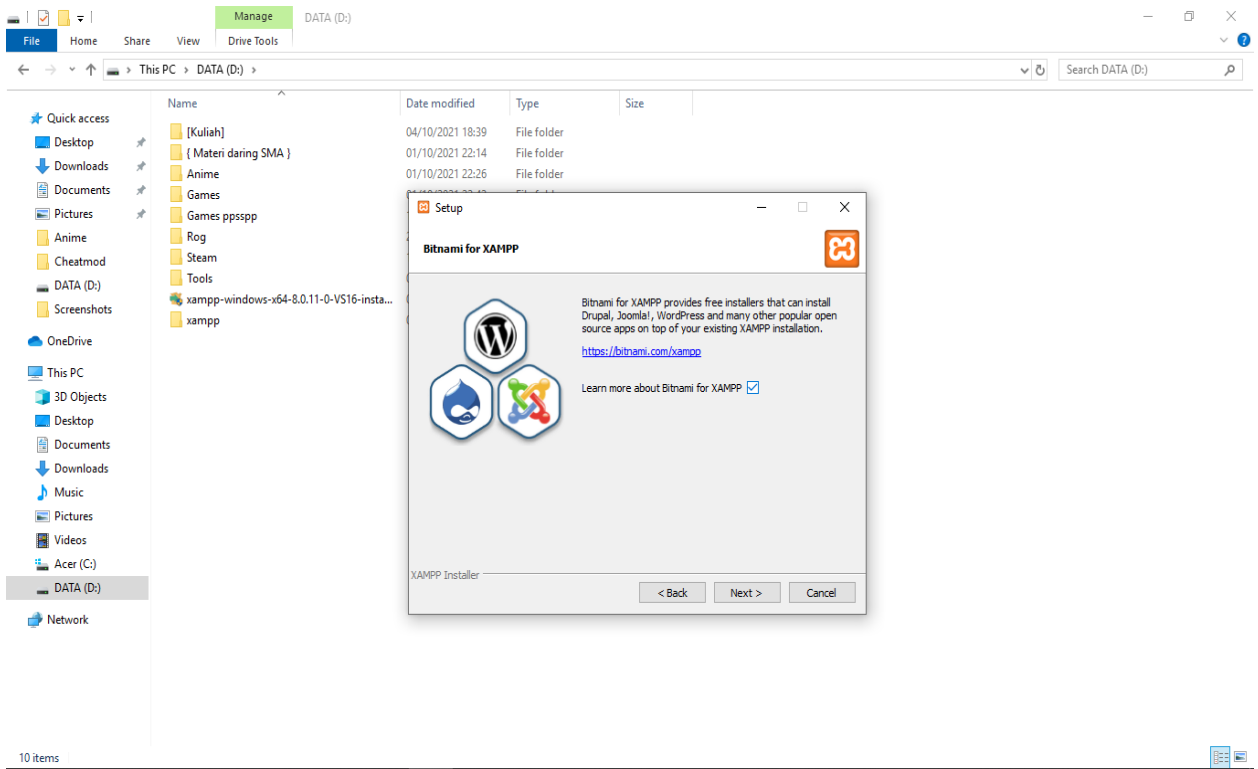 Manage
DATA (D:)
File
Home
Share
View
Drive Tools
This PC > DATA (D:) >
Search DATA (D:)
Name
Date modified
Type
Size
Quick access
Desktop
Downloads
Documents
Pictures
Anime
Cheatmod
DATA (D:)
Screenshots
OneDrive
This PC
3D Objects
Desktop
Documents
Downloads
Music
Pictures
Videos
Acer (C:)
DATA (D:)
Network
[Kuliah] 04/10/2021 18:39 File folder
{ Materi daring SMA } 01/10/2021 22:14 File folder
Anime 01/10/2021 22:26 File folder
Games
Games ppsspp
Rog
Steam
Tools
xampp-windows-x64-8.0.11-0-VS16-insta...
xampp
Setup
Bitnami for XAMPP
Bitnami for XAMPP provides free installers that can install
Drupal, Joomla!, WordPress and many other popular open
source apps on top of your existing XAMPP installation.
https://bitnami.com/xampp
Learn more about Bitnami for XAMPP
XAMPP Installer
< Back
Next >
Cancel
10 items